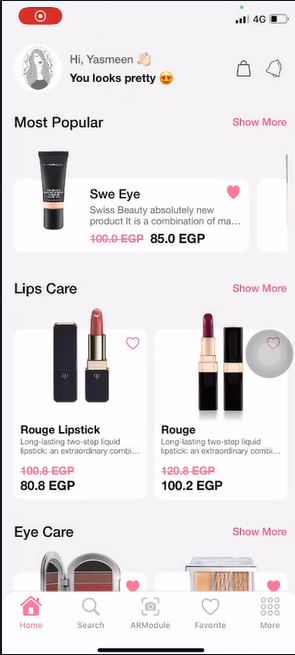 4G
Hi, Yasmeen 👋🏻
You looks pretty 😍
Most Popular
Show More
Swe Eye
Swiss Beauty absolutely new
product It is a combination of ma...
100.0 EGP 85.0 EGP
Lips Care
Show More
Rouge Lipstick
Long-lasting two-step liquid
lipstick: an extraordinary combi...
100.8 EGP
80.8 EGP
Rouge
Long-lasting two-step liquid
lipstick: an extraordinary combi...
120.8 EGP
100.2 EGP
Eye Care
Show More
Home
Search
ARModule
Favorite
More